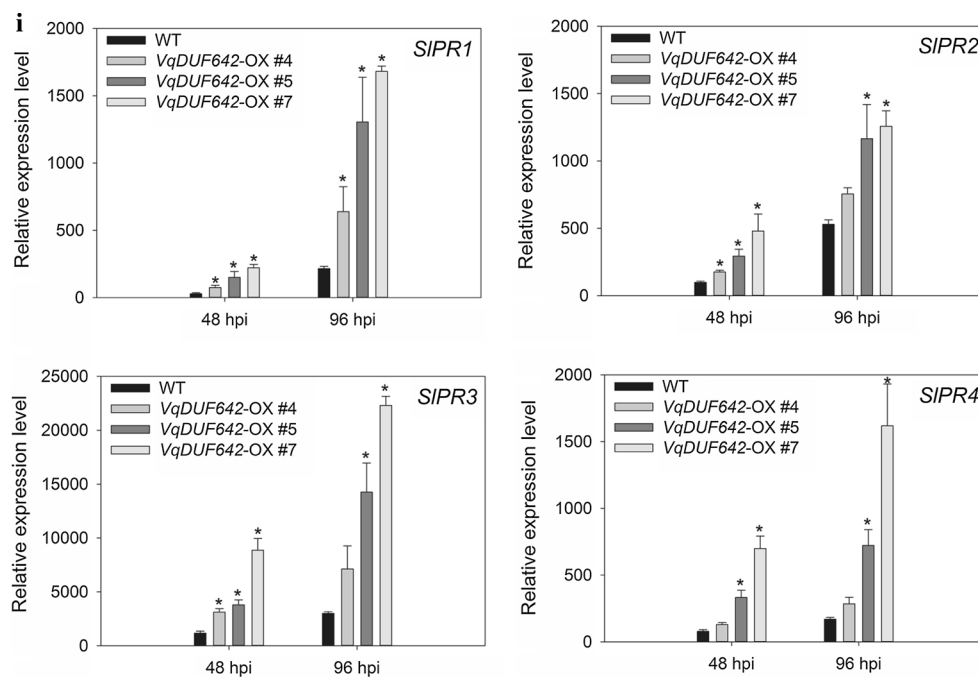 i
SlPR1
WT
VqDUF642-OX #4
VqDUF642-OX #5
VqDUF642-OX #7
Relative expression level
2000
1500
1000
500
0
* * * * * *
48 hpi 96 hpi
SlPR2
WT
VqDUF642-OX #4
VqDUF642-OX #5
VqDUF642-OX #7
Relative expression level
2000
1500
1000
500
0
* * * * *
48 hpi 96 hpi
SlPR3
WT
VqDUF642-OX #4
VqDUF642-OX #5
VqDUF642-OX #7
Relative expression level
25000
20000
15000
10000
5000
0
* * * * *
48 hpi 96 hpi
SlPR4
WT
VqDUF642-OX #4
VqDUF642-OX #5
VqDUF642-OX #7
Relative expression level
2000
1500
1000
500
0
* * * *
48 hpi 96 hpi